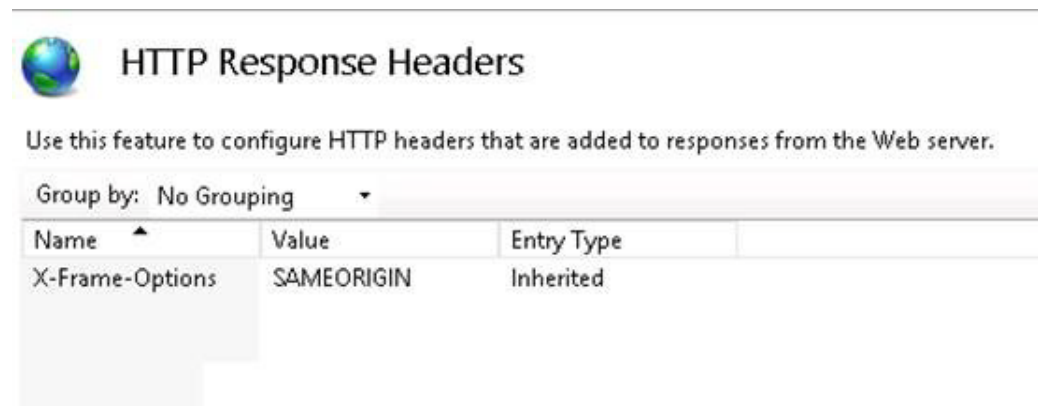 HTTP Response Headers
Use this feature to configure HTTP headers that are added to responses from the Web server.
Group by: No Grouping
Name Value Entry Type
X-Frame-Options SAMEORIGIN Inherited